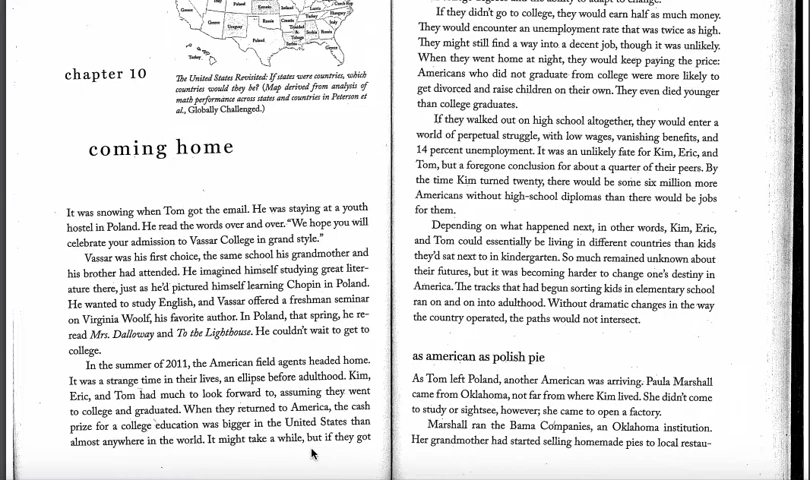 chapter 10
The United States Revisited: If states were countries, which
countries would they be? (Map derived from analysis of
math performance across states and countries in Peterson et
al., Globally Challenged.)
coming home
It was snowing when Tom got the email. He was staying at a youth
hostel in Poland. He read the words over and over. “We hope you will
celebrate your admission to Vassar College in grand style.”
Vassar was his first choice, the same school his grandmother and
his brother had attended. He imagined himself studying great liter-
ature there, just as he’d pictured himself learning Chopin in Poland.
He wanted to study English, and Vassar offered a freshman seminar
on Virginia Woolf, his favorite author. In Poland, that spring, he re-
read Mrs. Dalloway and To the Lighthouse. He couldn’t wait to get to
college.
In the summer of 2011, the American field agents headed home.
It was a strange time in their lives, an ellipse before adulthood. Kim,
Eric, and Tom had much to look forward to, assuming they went
to college and graduated. When they returned to America, the cash
prize for a college education was bigger in the United States than
almost anywhere in the world. It might take a while, but if they got
If they didn’t go to college, they would earn half as much money.
They would encounter an unemployment rate that was twice as high.
They might still find a way into a decent job, though it was unlikely.
When they went home at night, they would keep paying the price:
Americans who did not graduate from college were more likely to
get divorced and raise children on their own. They even died younger
than college graduates.
If they walked out on high school altogether, they would enter a
world of perpetual struggle, with low wages, vanishing benefits, and
14 percent unemployment. It was an unlikely fate for Kim, Eric, and
Tom, but a foregone conclusion for about a quarter of their peers. By
the time Kim turned twenty, there would be some six million more
Americans without high-school diplomas than there would be jobs
for them.
Depending on what happened next, in other words, Kim, Eric,
and Tom could essentially be living in different countries than kids
they’d sat next to in kindergarten. So much remained unknown about
their futures, but it was becoming harder to change one’s destiny in
America. The tracks that had begun sorting kids in elementary school
ran on and on into adulthood. Without dramatic changes in the way
the country operated, the paths would not intersect.
as american as polish pie
As Tom left Poland, another American was arriving. Paula Marshall
came from Oklahoma, not far from where Kim lived. She didn’t come
to study or sightsee, however; she came to open a factory.
Marshall ran the Bama Companies, an Oklahoma institution.
Her grandmother had started selling homemade pies to local restau-